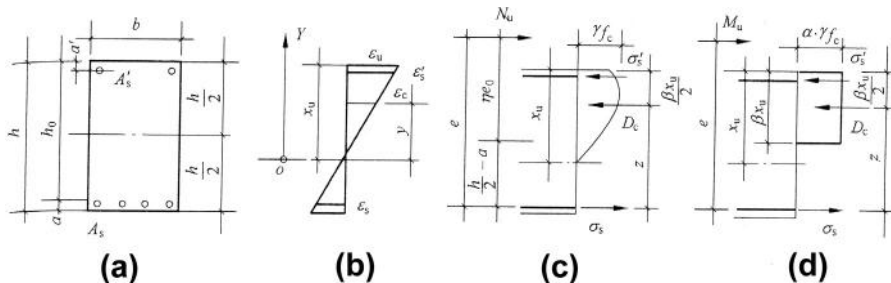 b
a'
A's
h
h0
h/2
h/2
a
As
(a)
Y
εu
εc
xu
y
o
εs
(b)
Nu
γfc
σ's
e
ηe0
xu
βxu/2
Dc
h/2 - a
z
σs
(c)
Mu
α·γfc
σ's
e
xu
βxu
βxu/2
Dc
z
σs
(d)